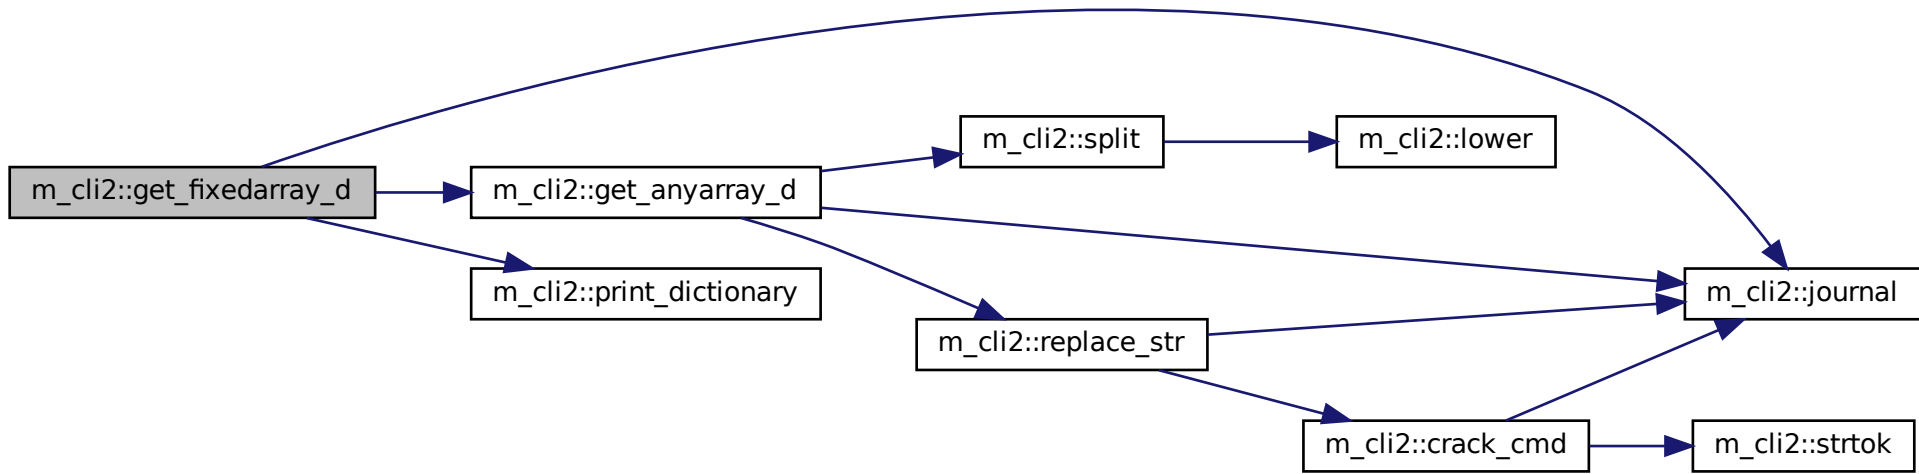 m_cli2::get_fixedarray_d
m_cli2::get_anyarray_d
m_cli2::print_dictionary
m_cli2::split
m_cli2::lower
m_cli2::replace_str
m_cli2::crack_cmd
m_cli2::journal
m_cli2::strtok